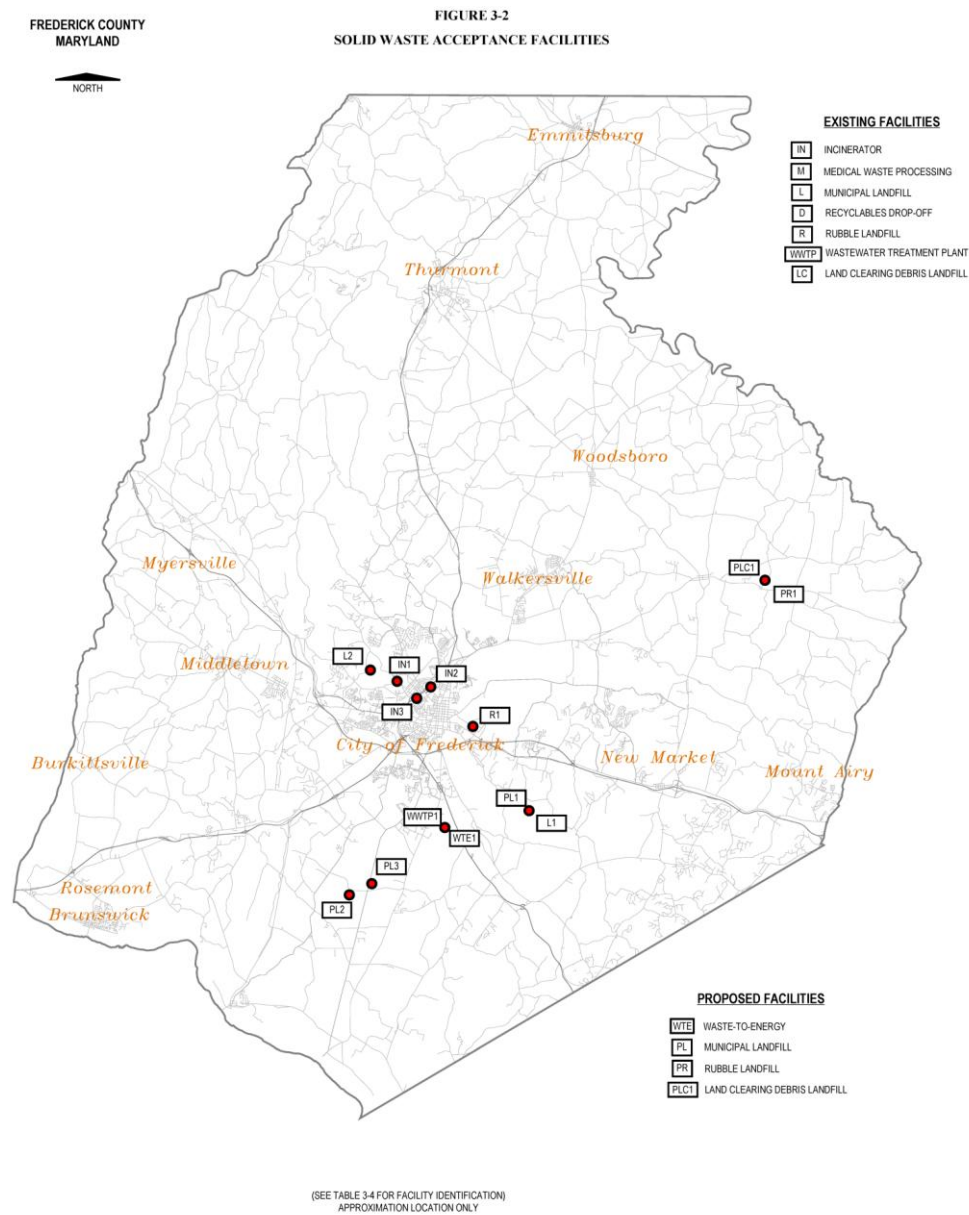 FREDERICK COUNTY
MARYLAND
NORTH
FIGURE 3-2
SOLID WASTE ACCEPTANCE FACILITIES
EXISTING FACILITIES
IN INCINERATOR
M MEDICAL WASTE PROCESSING
L MUNICIPAL LANDFILL
D RECYCLABLES DROP-OFF
R RUBBLE LANDFILL
WWTP WASTEWATER TREATMENT PLANT
LC LAND CLEARING DEBRIS LANDFILL
Emmitsburg
Thurmont
Woodsboro
Myersville
Walkersville
PLC1
PR1
Middletown
L2
IN1
IN2
IN3
R1
City of Frederick
Burkittsville
New Market
Mount Airy
PL1
L1
WWTP1
WTE1
PL3
PL2
Rosemont
Brunswick
PROPOSED FACILITIES
WTE WASTE-TO-ENERGY
PL MUNICIPAL LANDFILL
PR RUBBLE LANDFILL
PLC1 LAND CLEARING DEBRIS LANDFILL
(SEE TABLE 3-4 FOR FACILITY IDENTIFICATION)
APPROXIMATION LOCATION ONLY